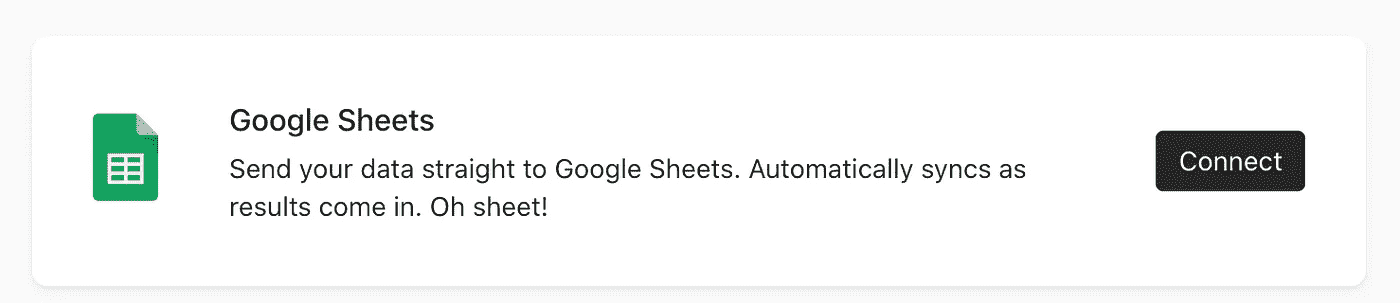 Google Sheets
Send your data straight to Google Sheets. Automatically syncs as
results come in. Oh sheet!
Connect